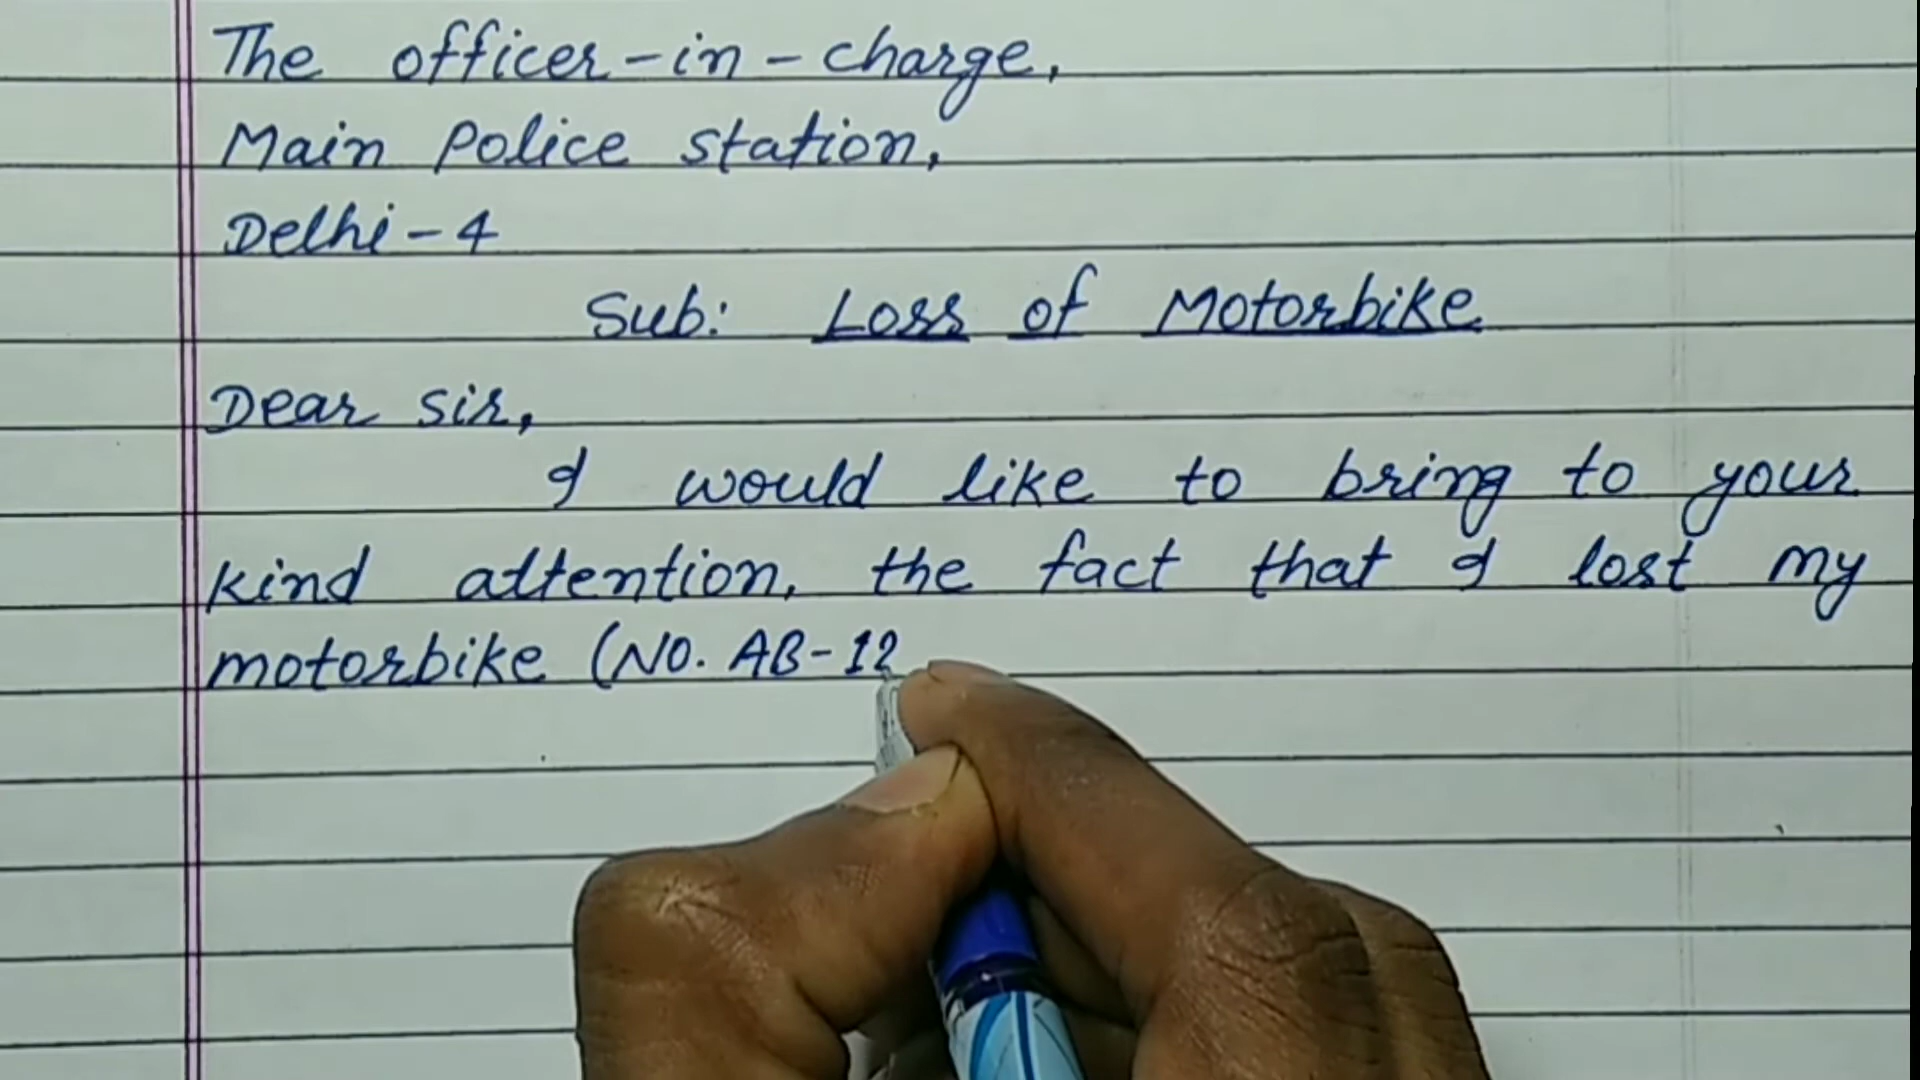 The officer-in-charge,
Main Police station,
Delhi-4
Sub: Loss of Motorbike
Dear sir,
I would like to bring to your
kind attention, the fact that I lost my
motorbike (NO. AB-12